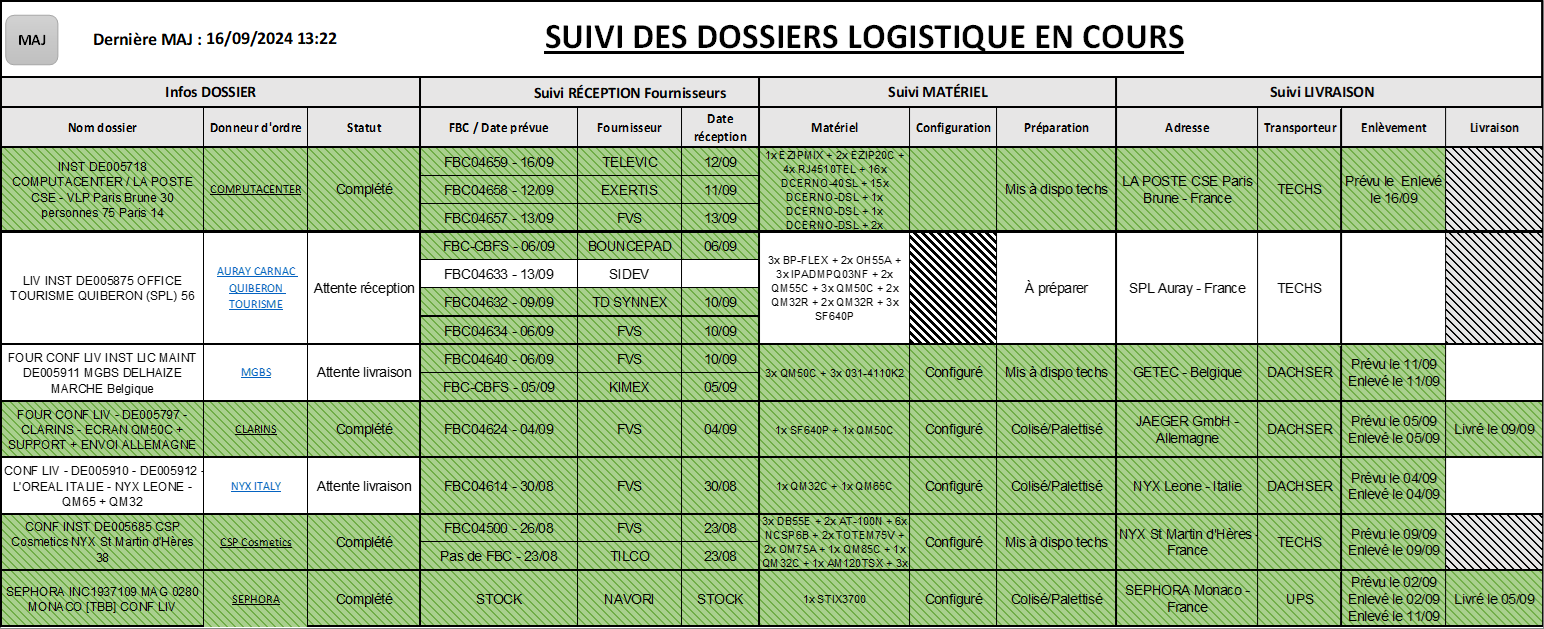 MAJ
Dernière MAJ : 16/09/2024 13:22
SUIVI DES DOSSIERS LOGISTIQUE EN COURS
Infos DOSSIER
Suivi RÉCEPTION Fournisseurs
Suivi MATÉRIEL
Suivi LIVRAISON
Nom dossier
Donneur d'ordre
Statut
FBC / Date prévue
Fournisseur
Date
réception
Matériel
Configuration
Préparation
Adresse
Transporteur
Enlèvement
Livraison
INST DE005718
COMPUTACENTER / LA POSTE
CSE - VLP Paris Brune 30
personnes 75 Paris 14
COMPUTACENTER
Complété
FBC04659 - 16/09
TELEVIC
12/09
FBC04658 - 12/09
EXERTIS
11/09
FBC04657 - 13/09
FVS
13/09
1x EZIPMIX + 2x EZIP20C +
4x RJ4510TEL + 16x
DCERNO-40SL + 15x
DCERNO-DSL + 1x
DCERNO-DSL + 1x
DCERNO-DSL + 2x
Mis à dispo techs
LA POSTE CSE Paris
Brune - France
TECHS
Prévu le Enlevé
le 16/09
LIV INST DE005875 OFFICE
TOURISME QUIBERON (SPL) 56
AURAY CARNAC
QUIBERON
TOURISME
Attente réception
FBC-CBFS - 06/09
BOUNCEPAD
06/09
FBC04633 - 13/09
SIDEV
FBC04632 - 09/09
TD SYNNEX
10/09
FBC04634 - 06/09
FVS
10/09
3x BP-FLEX + 2x OH55A +
3x IPADMPQ03NF + 2x
QM55C + 3x QM50C + 2x
QM32R + 2x QM32R + 3x
SF640P
À préparer
SPL Auray - France
TECHS
FOUR CONF LIV INST LIC MAINT
DE005911 MGBS DELHAIZE
MARCHE Belgique
MGBS
Attente livraison
FBC04640 - 06/09
FVS
10/09
FBC-CBFS - 05/09
KIMEX
05/09
3x QM50C + 3x 031-4110K2
Configuré
Mis à dispo techs
GETEC - Belgique
DACHSER
Prévu le 11/09
Enlevé le 11/09
FOUR CONF LIV - DE005797 -
CLARINS - ECRAN QM50C +
SUPPORT + ENVOI ALLEMAGNE
CLARINS
Complété
FBC04624 - 04/09
FVS
04/09
1x SF640P + 1x QM50C
Configuré
Colisé/Palettisé
JAEGER GmbH -
Allemagne
DACHSER
Prévu le 05/09
Enlevé le 05/09
Livré le 09/09
CONF LIV - DE005910 - DE005912 -
L'OREAL ITALIE - NYX LEONE -
QM65 + QM32
NYX ITALY
Attente livraison
FBC04614 - 30/08
FVS
30/08
1x QM32C + 1x QM65C
Configuré
Colisé/Palettisé
NYX Leone - Italie
DACHSER
Prévu le 04/09
Enlevé le 04/09
CONF INST DE005685 CSP
Cosmetics NYX St Martin d'Hères
38
CSP Cosmetics
Complété
FBC04500 - 26/08
FVS
23/08
Pas de FBC - 23/08
TILCO
23/08
3x DB55E + 2x AT-100N + 6x
NCSP6B + 2x TOTEM75V +
2x OM75A + 1x QM85C + 1x
QM32C + 1x AM120TSX + 3x
Configuré
Mis à dispo techs
NYX St Martin d'Hères -
France
TECHS
Prévu le 09/09
Enlevé le 09/09
SEPHORA INC1937109 MAG 0280
MONACO [TBB] CONF LIV
SEPHORA
Complété
STOCK
NAVORI
STOCK
1x STIX3700
Configuré
Colisé/Palettisé
SEPHORA Monaco -
France
UPS
Prévu le 02/09
Enlevé le 02/09
Enlevé le 11/09
Livré le 05/09